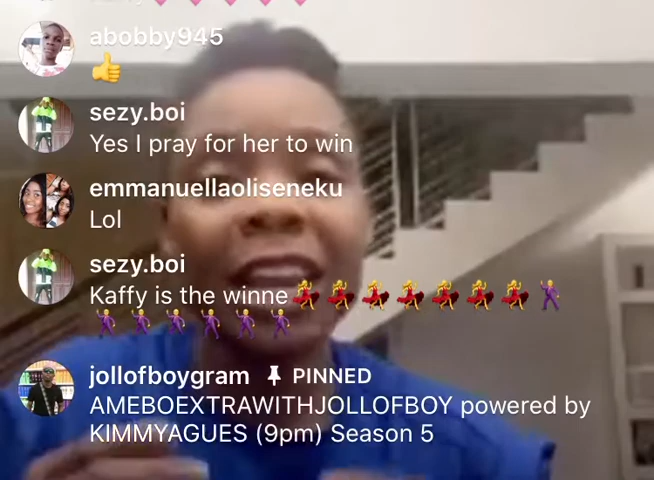 abobby945
👍
sezy.boi
Yes I pray for her to win
emmanuellaoliseneku
Lol
sezy.boi
Kaffy is the winne💃💃💃💃💃💃💃🕺
🕺🕺🕺🕺🕺🕺
jollofboygram PINNED
AMEBOEXTRAWITHJOLLOFBOY powered by
KIMMYAGUES (9pm) Season 5